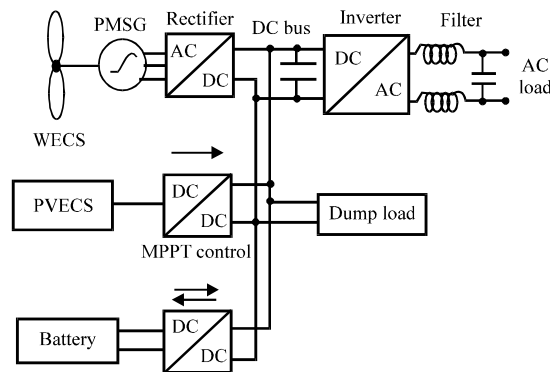 PMSG
Rectifier
DC bus
Inverter
Filter
AC
DC
DC
AC
AC
load
WECS
PVECS
DC
DC
MPPT control
Dump load
Battery
DC
DC